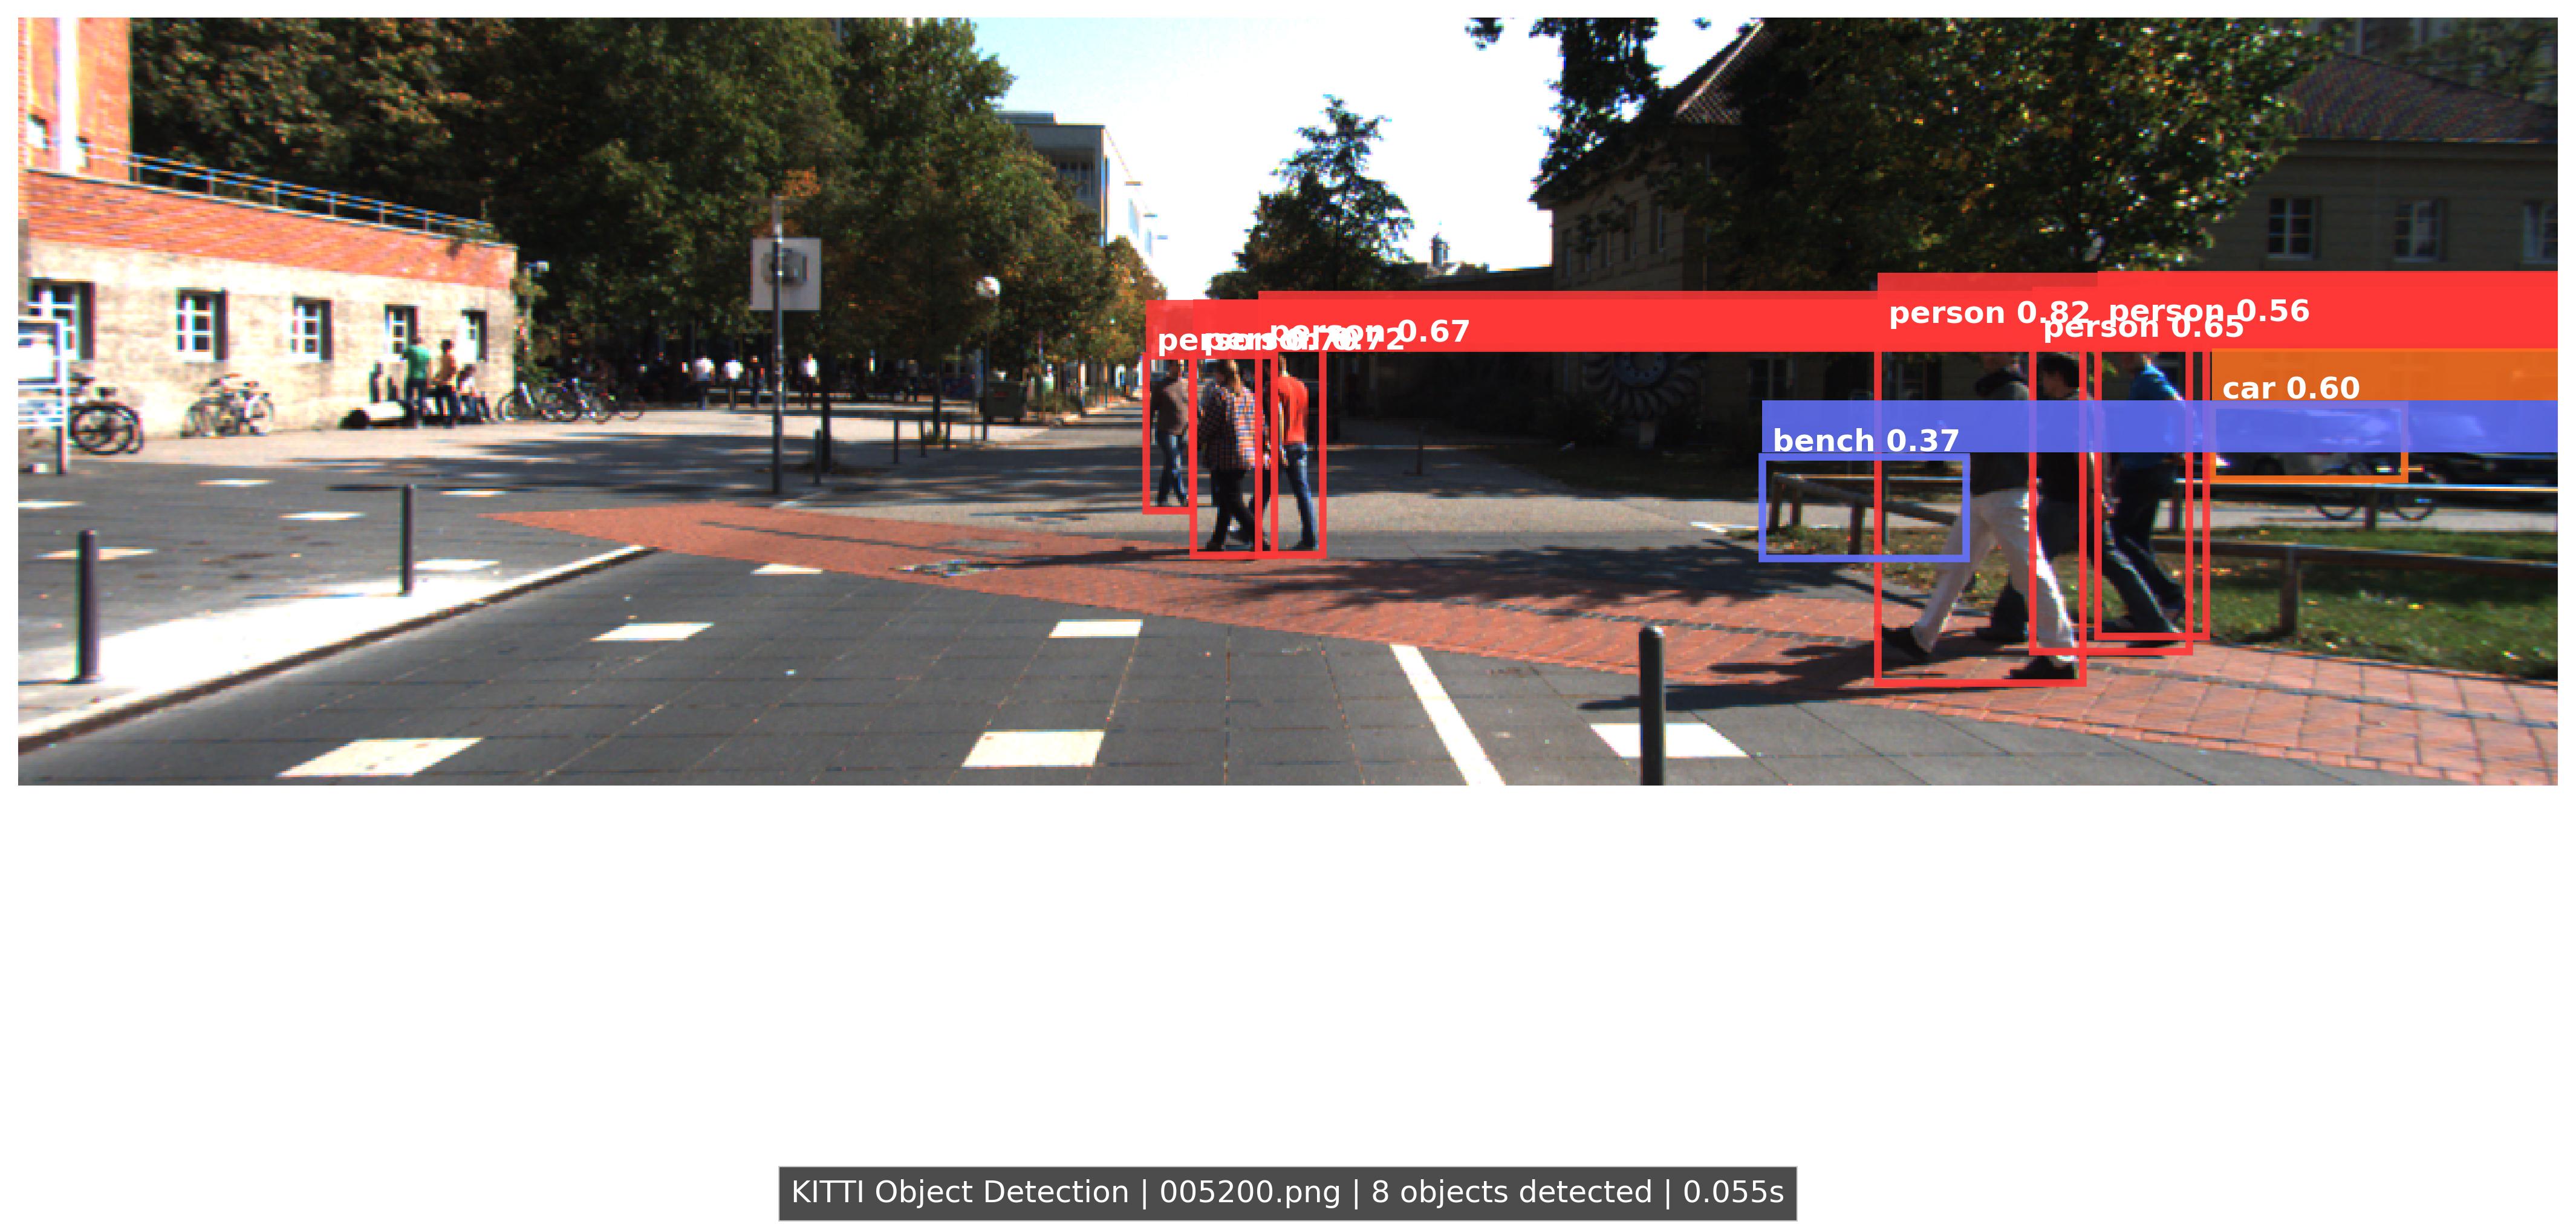 person 0.82
person 0.56
person 0.65
person 0.67
car 0.60
bench 0.37
KITTI Object Detection | 005200.png | 8 objects detected | 0.055s